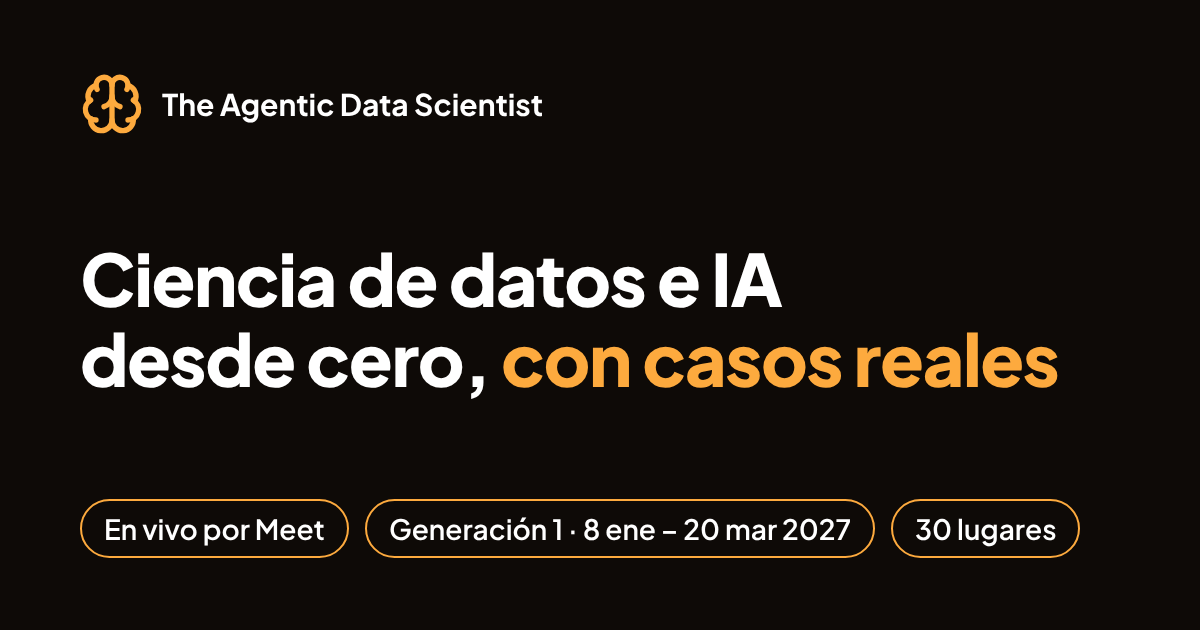 The Agentic Data Scientist
Ciencia de datos e IA
desde cero, con casos reales
En vivo por Meet
Generación 1 · 8 ene – 20 mar 2027
30 lugares